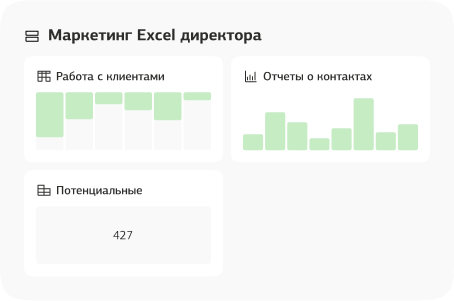 Маркетинг Excel директора
Работа с клиентами
Отчеты о контактах
Потенциальные
427